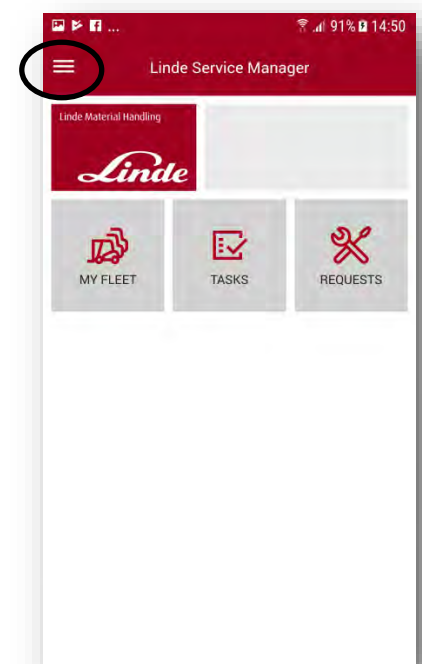 ... 91% 14:50
Linde Service Manager
Linde Material Handling
Linde
MY FLEET TASKS REQUESTS